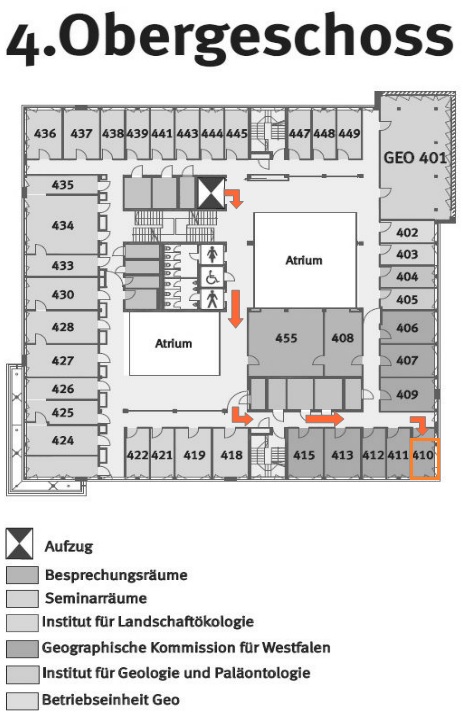 4.Obergeschoss
436 437 438 439 441 443 444 445 447 448 449
GEO 401
435
434
433
430
428
427
426
425
424
402
403
404
405
406
407
409
Atrium
Atrium
455 408
422 421 419 418 415 413 412 411 410
Aufzug
Besprechungsräume
Seminarräume
Institut für Landschaftökologie
Geographische Kommission für Westfalen
Institut für Geologie und Paläontologie
Betriebseinheit Geo